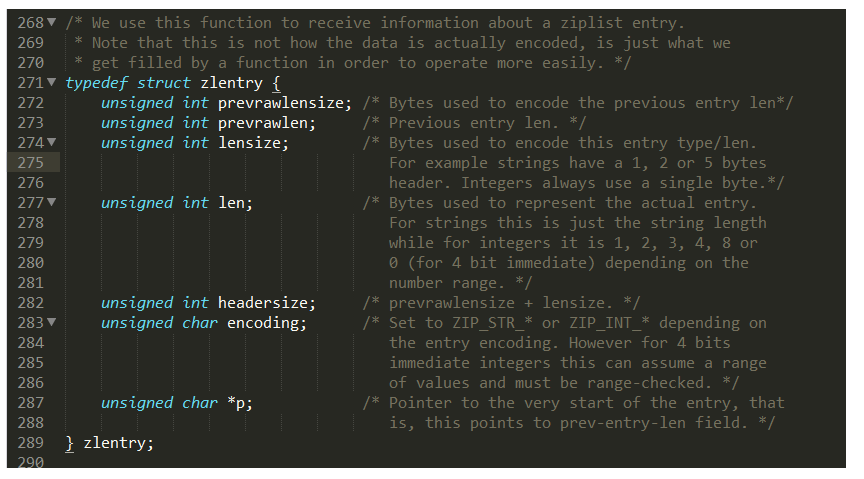 268 /* We use this function to receive information about a ziplist entry.
269  * Note that this is not how the data is actually encoded, is just what we
270  * get filled by a function in order to operate more easily. */
271 typedef struct zlentry {
272     unsigned int prevrawlensize; /* Bytes used to encode the previous entry len*/
273     unsigned int prevrawlen;     /* Previous entry len. */
274     unsigned int lensize;        /* Bytes used to encode this entry type/len.
275                                     For example strings have a 1, 2 or 5 bytes
276                                     header. Integers always use a single byte.*/
277     unsigned int len;            /* Bytes used to represent the actual entry.
278                                     For strings this is just the string length
279                                     while for integers it is 1, 2, 3, 4, 8 or
280                                     0 (for 4 bit immediate) depending on the
281                                     number range. */
282     unsigned int headersize;     /* prevrawlensize + lensize. */
283     unsigned char encoding;      /* Set to ZIP_STR_* or ZIP_INT_* depending on
284                                     the entry encoding. However for 4 bits
285                                     immediate integers this can assume a range
286                                     of values and must be range-checked. */
287     unsigned char *p;            /* Pointer to the very start of the entry, that
288                                     is, this points to prev-entry-len field. */
289 } zlentry;
290